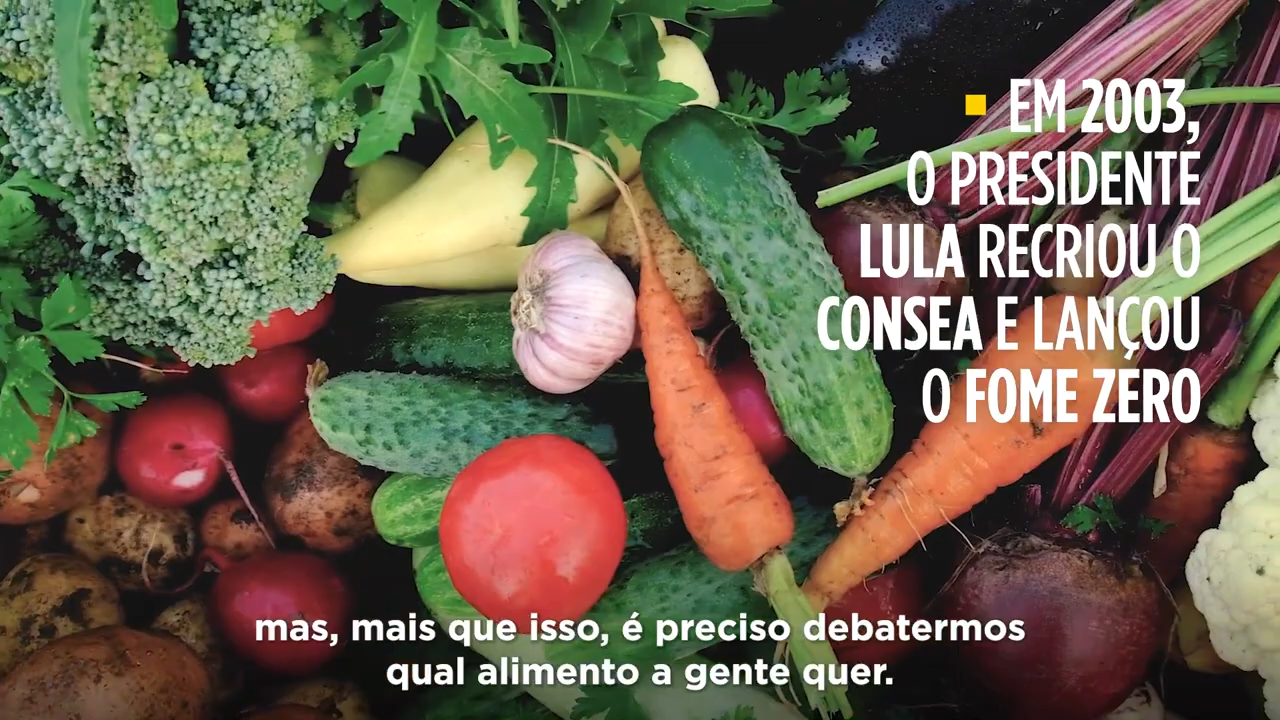 EM 2003,
O PRESIDENTE
LULA RECRIOU O
CONSEA E LANÇOU
O FOME ZERO
mas, mais que isso, é preciso debatermos
qual alimento a gente quer.